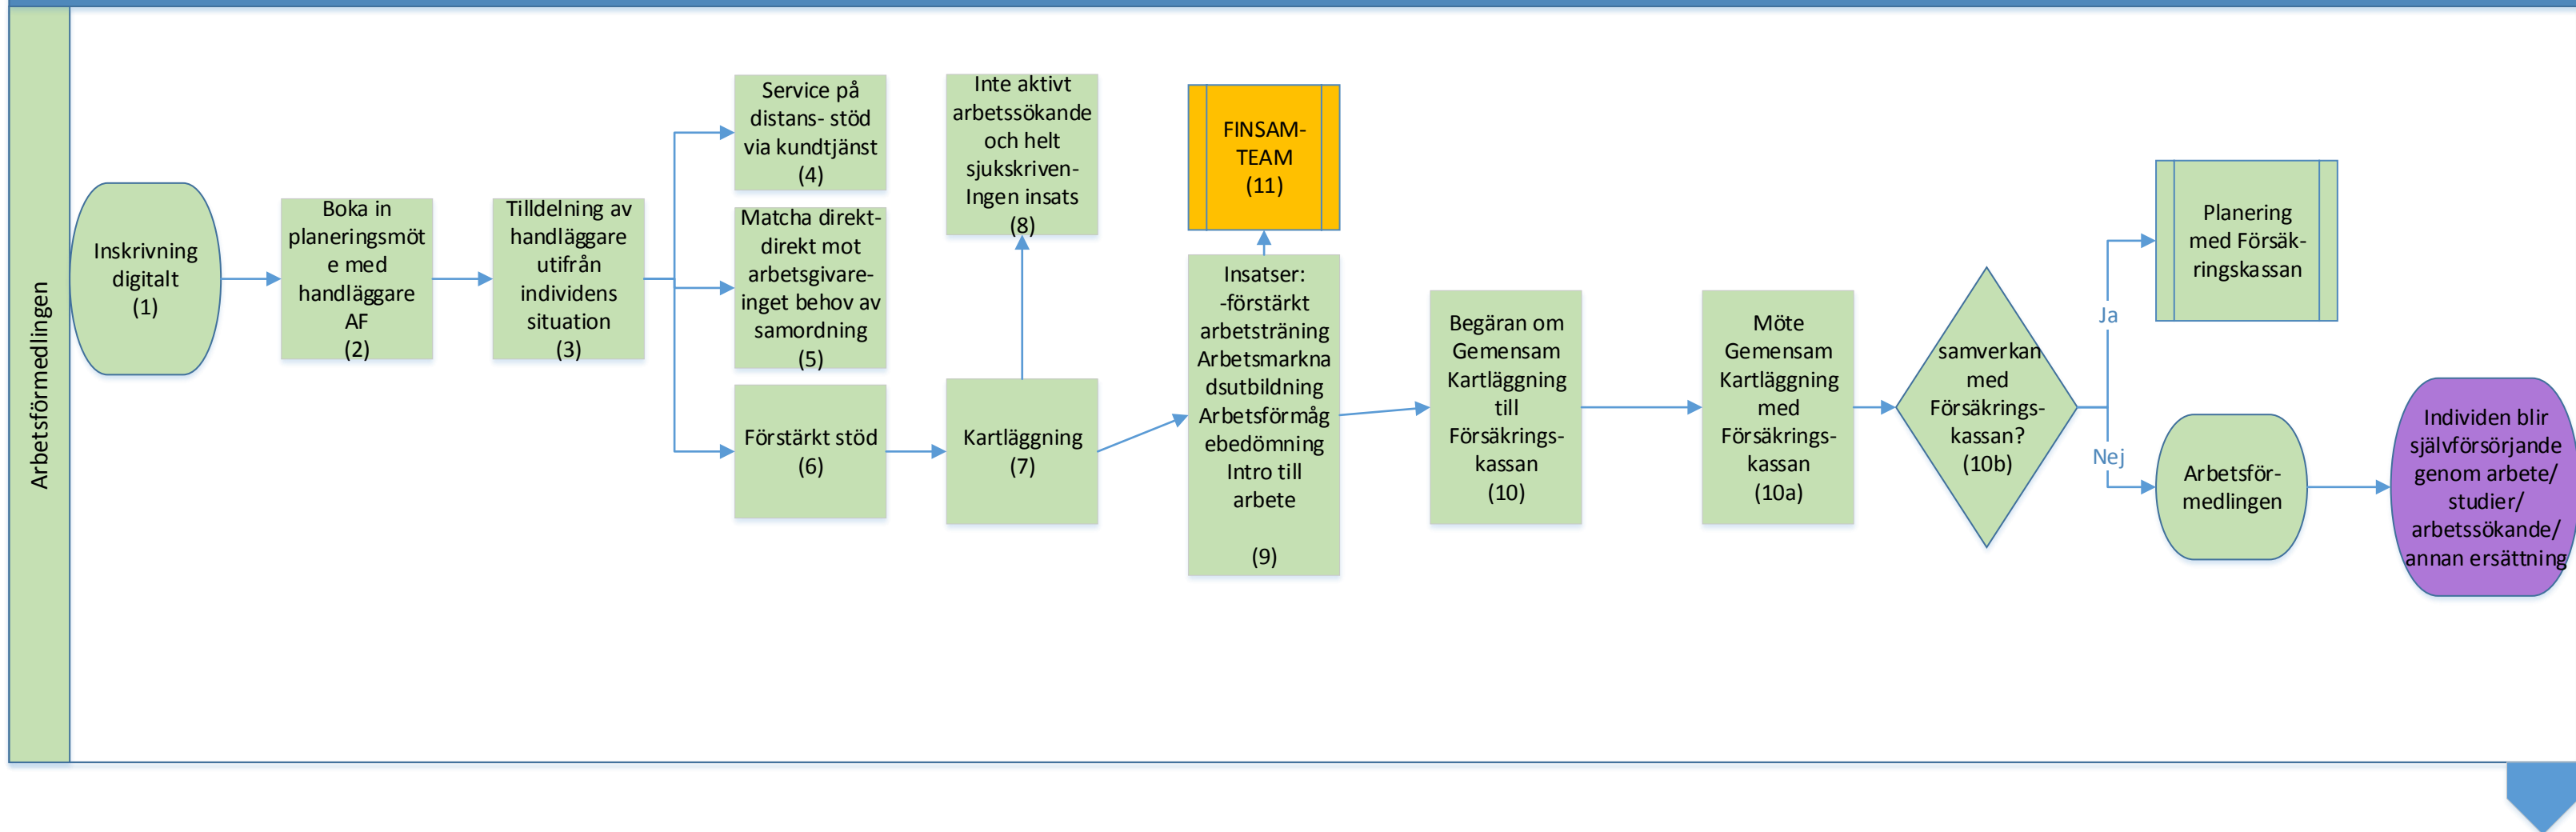 Arbetsförmedlingen
Inskrivning
digitalt
(1)
Boka in
planeringsmöt
e med
handläggare
AF
(2)
Tilldelning av
handläggare
utifrån
individens
situation
(3)
Service på
distans- stöd
via kundtjänst
(4)
Matcha direkt-
direkt mot
arbetsgivare-
inget behov av
samordning
(5)
Förstärkt stöd
(6)
Inte aktivt
arbetssökande
och helt
sjukskriven-
Ingen insats
(8)
Kartläggning
(7)
FINSAM-
TEAM
(11)
Insatser:
-förstärkt
arbetsträning
Arbetsmarkna
dsutbildning
Arbetsförmåg
ebedömning
Intro till
arbete
(9)
Begäran om
Gemensam
Kartläggning
till
Försäkrings-
kassan
(10)
Möte
Gemensam
Kartläggning
med
Försäkrings-
kassan
(10a)
samverkan
med
Försäkrings-
kassan?
(10b)
Ja
Nej
Planering
med Försäk-
ringskassan
Arbetsför-
medlingen
Individen blir
självförsörjande
genom arbete/
studier/
arbetssökande/
annan ersättning